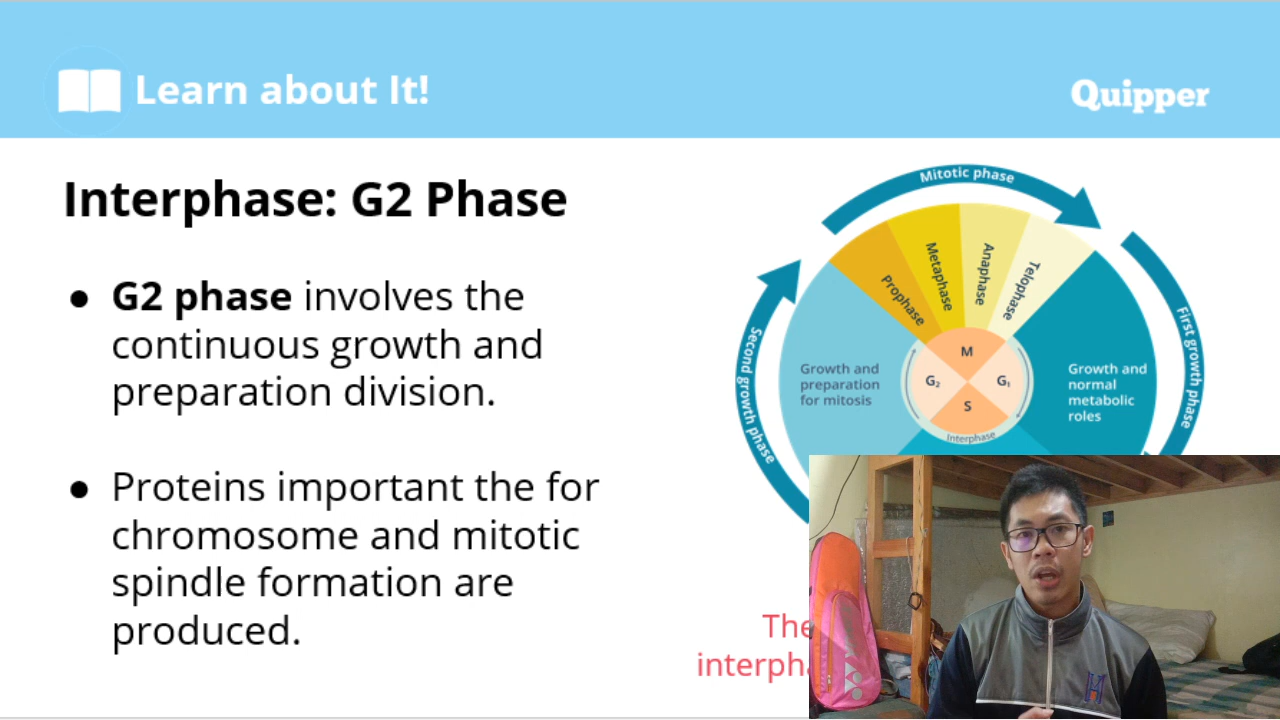 Learn about It!
Quipper
Interphase: G2 Phase
● G2 phase involves the
continuous growth and
preparation division.
● Proteins important the for
chromosome and mitotic
spindle formation are
produced.
Mitotic phase
Prophase
Metaphase
Anaphase
Telophase
Second growth phase
First growth phase
Growth and
preparation
for mitosis
Growth and
normal
metabolic
roles
M
G₂
G₁
S
Interphase
The